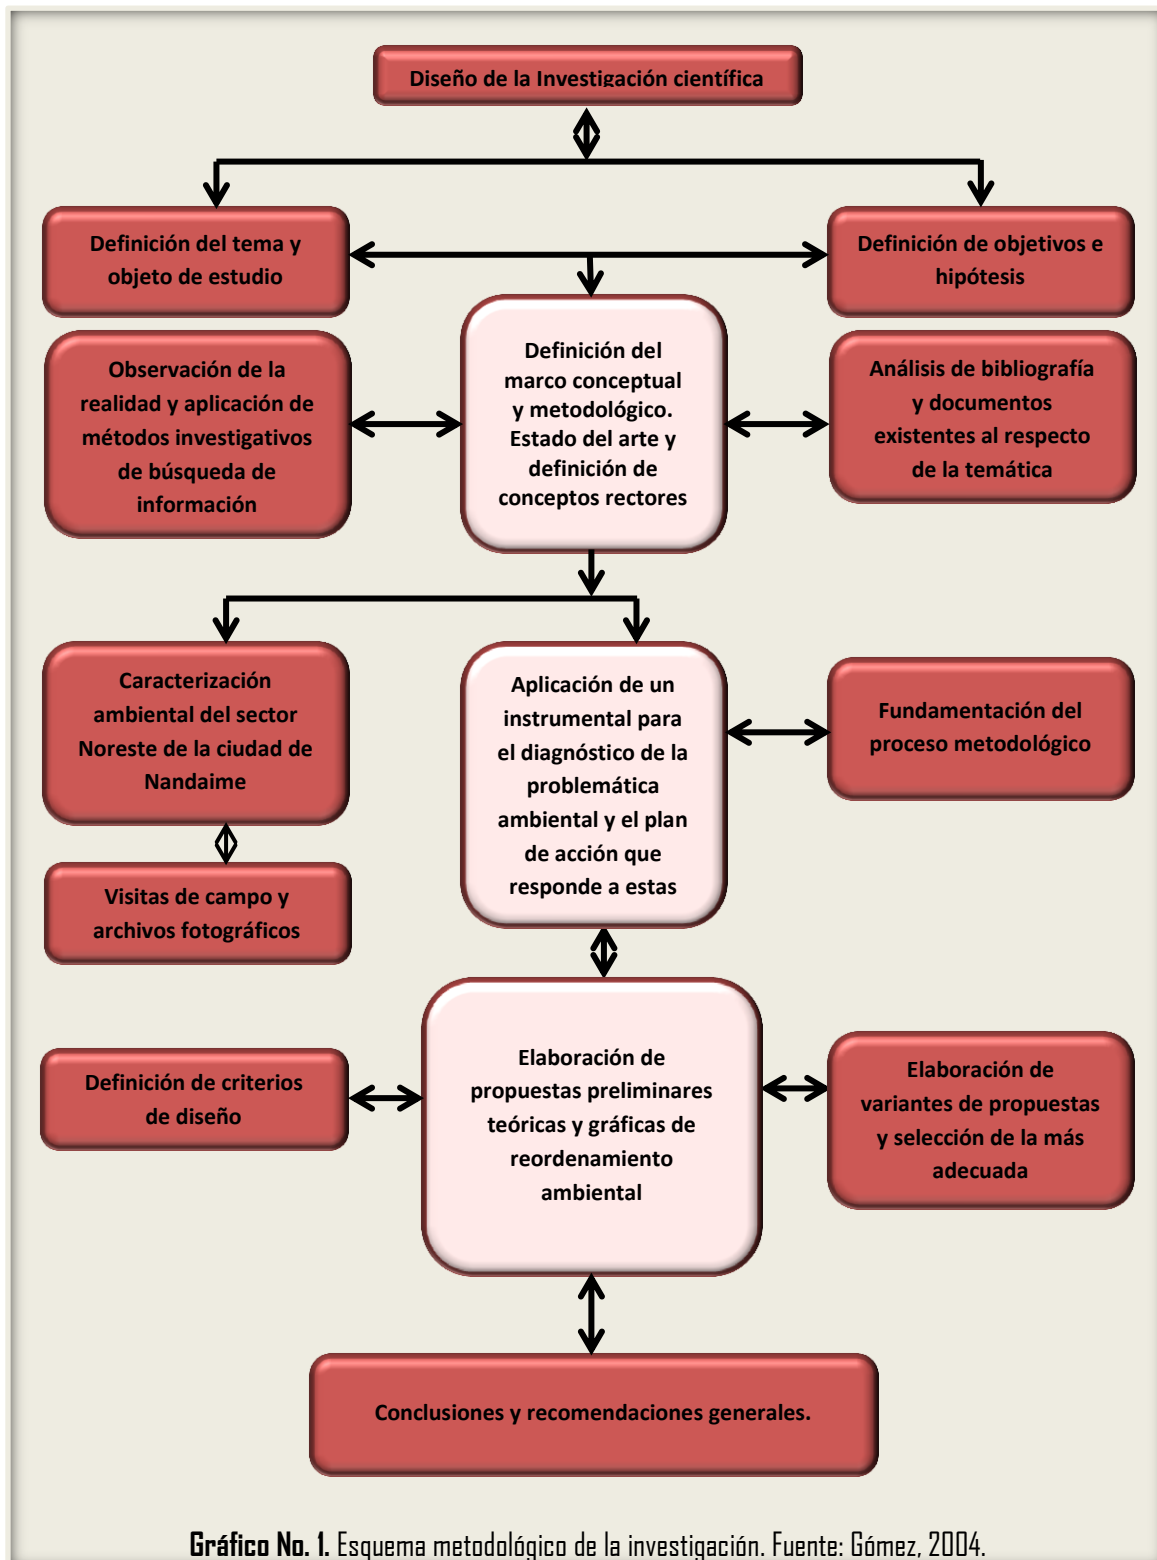 Diseño de la Investigación científica
Definición del tema y
objeto de estudio
Definición de objetivos e
hipótesis
Observación de la
realidad y aplicación de
métodos investigativos
de búsqueda de
información
Definición del
marco conceptual
y metodológico.
Estado del arte y
definición de
conceptos rectores
Análisis de bibliografía
y documentos
existentes al respecto
de la temática
Caracterización
ambiental del sector
Noreste de la ciudad de
Nandaime
Aplicación de un
instrumental para
el diagnóstico de la
problemática
ambiental y el plan
de acción que
responde a estas
Fundamentación del
proceso metodológico
Visitas de campo y
archivos fotográficos
Definición de criterios
de diseño
Elaboración de
propuestas preliminares
teóricas y gráficas de
reordenamiento
ambiental
Elaboración de
variantes de propuestas
y selección de la más
adecuada
Conclusiones y recomendaciones generales.
Gráfico No. 1. Esquema metodológico de la investigación. Fuente: Gómez, 2004.